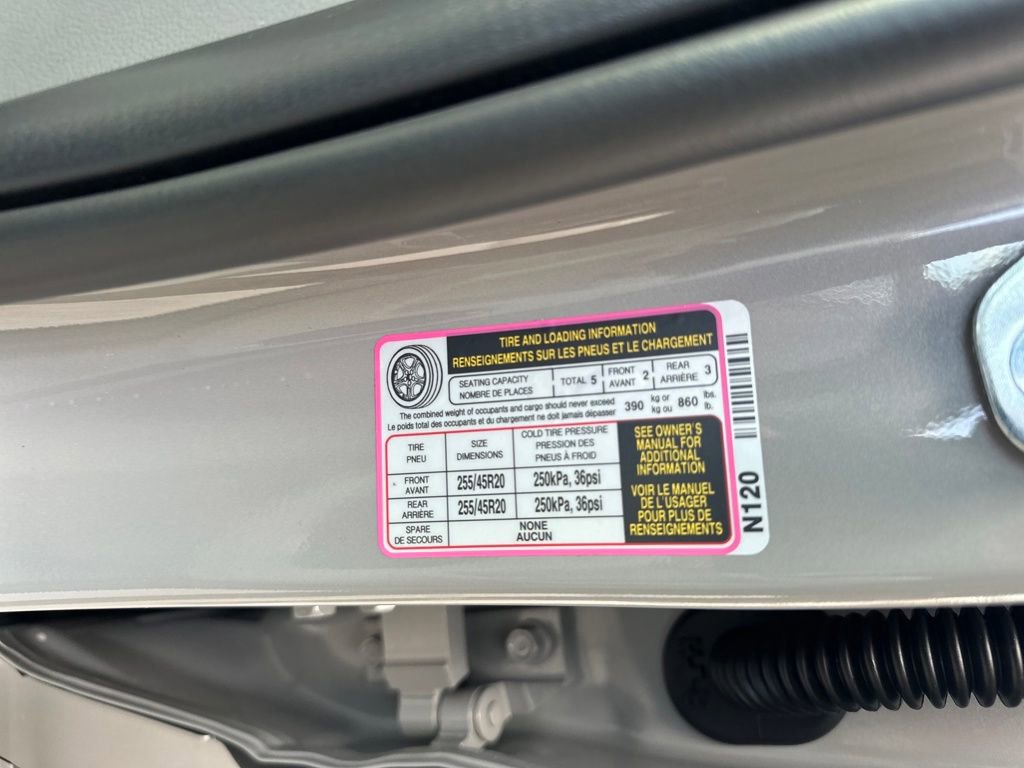 TIRE AND LOADING INFORMATION
RENSEIGNEMENTS SUR LES PNEUS ET LE CHARGEMENT
SEATING CAPACITY
NOMBRE DE PLACES
TOTAL 5
FRONT
AVANT 2
REAR
ARRIÈRE 3
The combined weight of occupants and cargo should never exceed
Le poids total des occupants et du chargement ne doit jamais dépasser
390 kg or
kg ou
860 lbs.
lb.
TIRE
PNEU
SIZE
DIMENSIONS
COLD TIRE PRESSURE
PRESSION DES
PNEUS À FROID
FRONT
AVANT
255/45R20
250kPa, 36psi
REAR
ARRIÈRE
255/45R20
250kPa, 36psi
SPARE
DE SECOURS
NONE
AUCUN
SEE OWNER'S
MANUAL FOR
ADDITIONAL
INFORMATION
VOIR LE MANUEL
DE L'USAGER
POUR PLUS DE
RENSEIGNEMENTS
N120